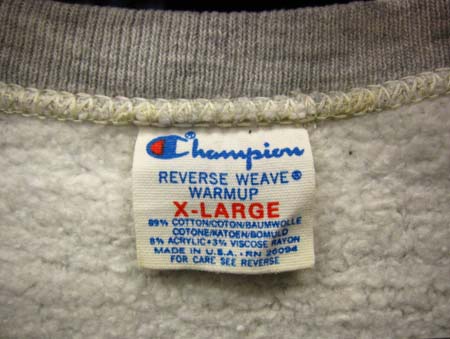 Champion
REVERSE WEAVE®
WARMUP
X-LARGE
89% COTTON/COTON/BAUMWOLLE
COTONE/KATOEN/BOMULD
8% ACRYLIC•3% VISCOSE RAYON
MADE IN U.S.A.•RN 26094
FOR CARE SEE REVERSE